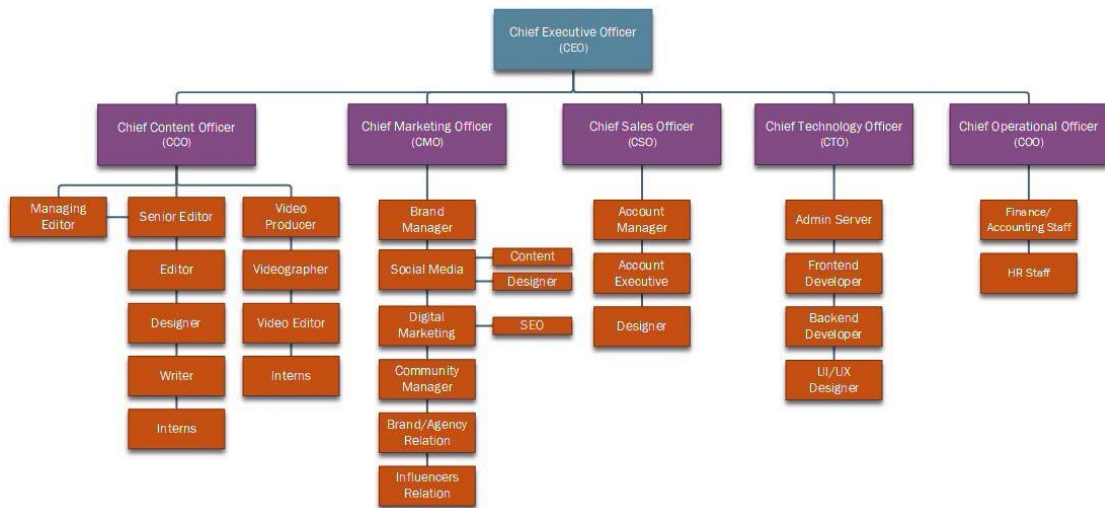 Chief Executive Officer
(CEO)
Chief Content Officer
(CCO)
Chief Marketing Officer
(CMO)
Chief Sales Officer
(CSO)
Chief Technology Officer
(CTO)
Chief Operational Officer
(COO)
Managing
Editor
Senior Editor
Video
Producer
Editor
Videographer
Designer
Video Editor
Writer
Interns
Interns
Brand
Manager
Social Media
Content
Designer
Digital
Marketing
SEO
Community
Manager
Brand/Agency
Relation
Influencers
Relation
Account
Manager
Account
Executive
Designer
Admin Server
Frontend
Developer
Backend
Developer
UI/UX
Designer
Finance/
Accounting Staff
HR Staff